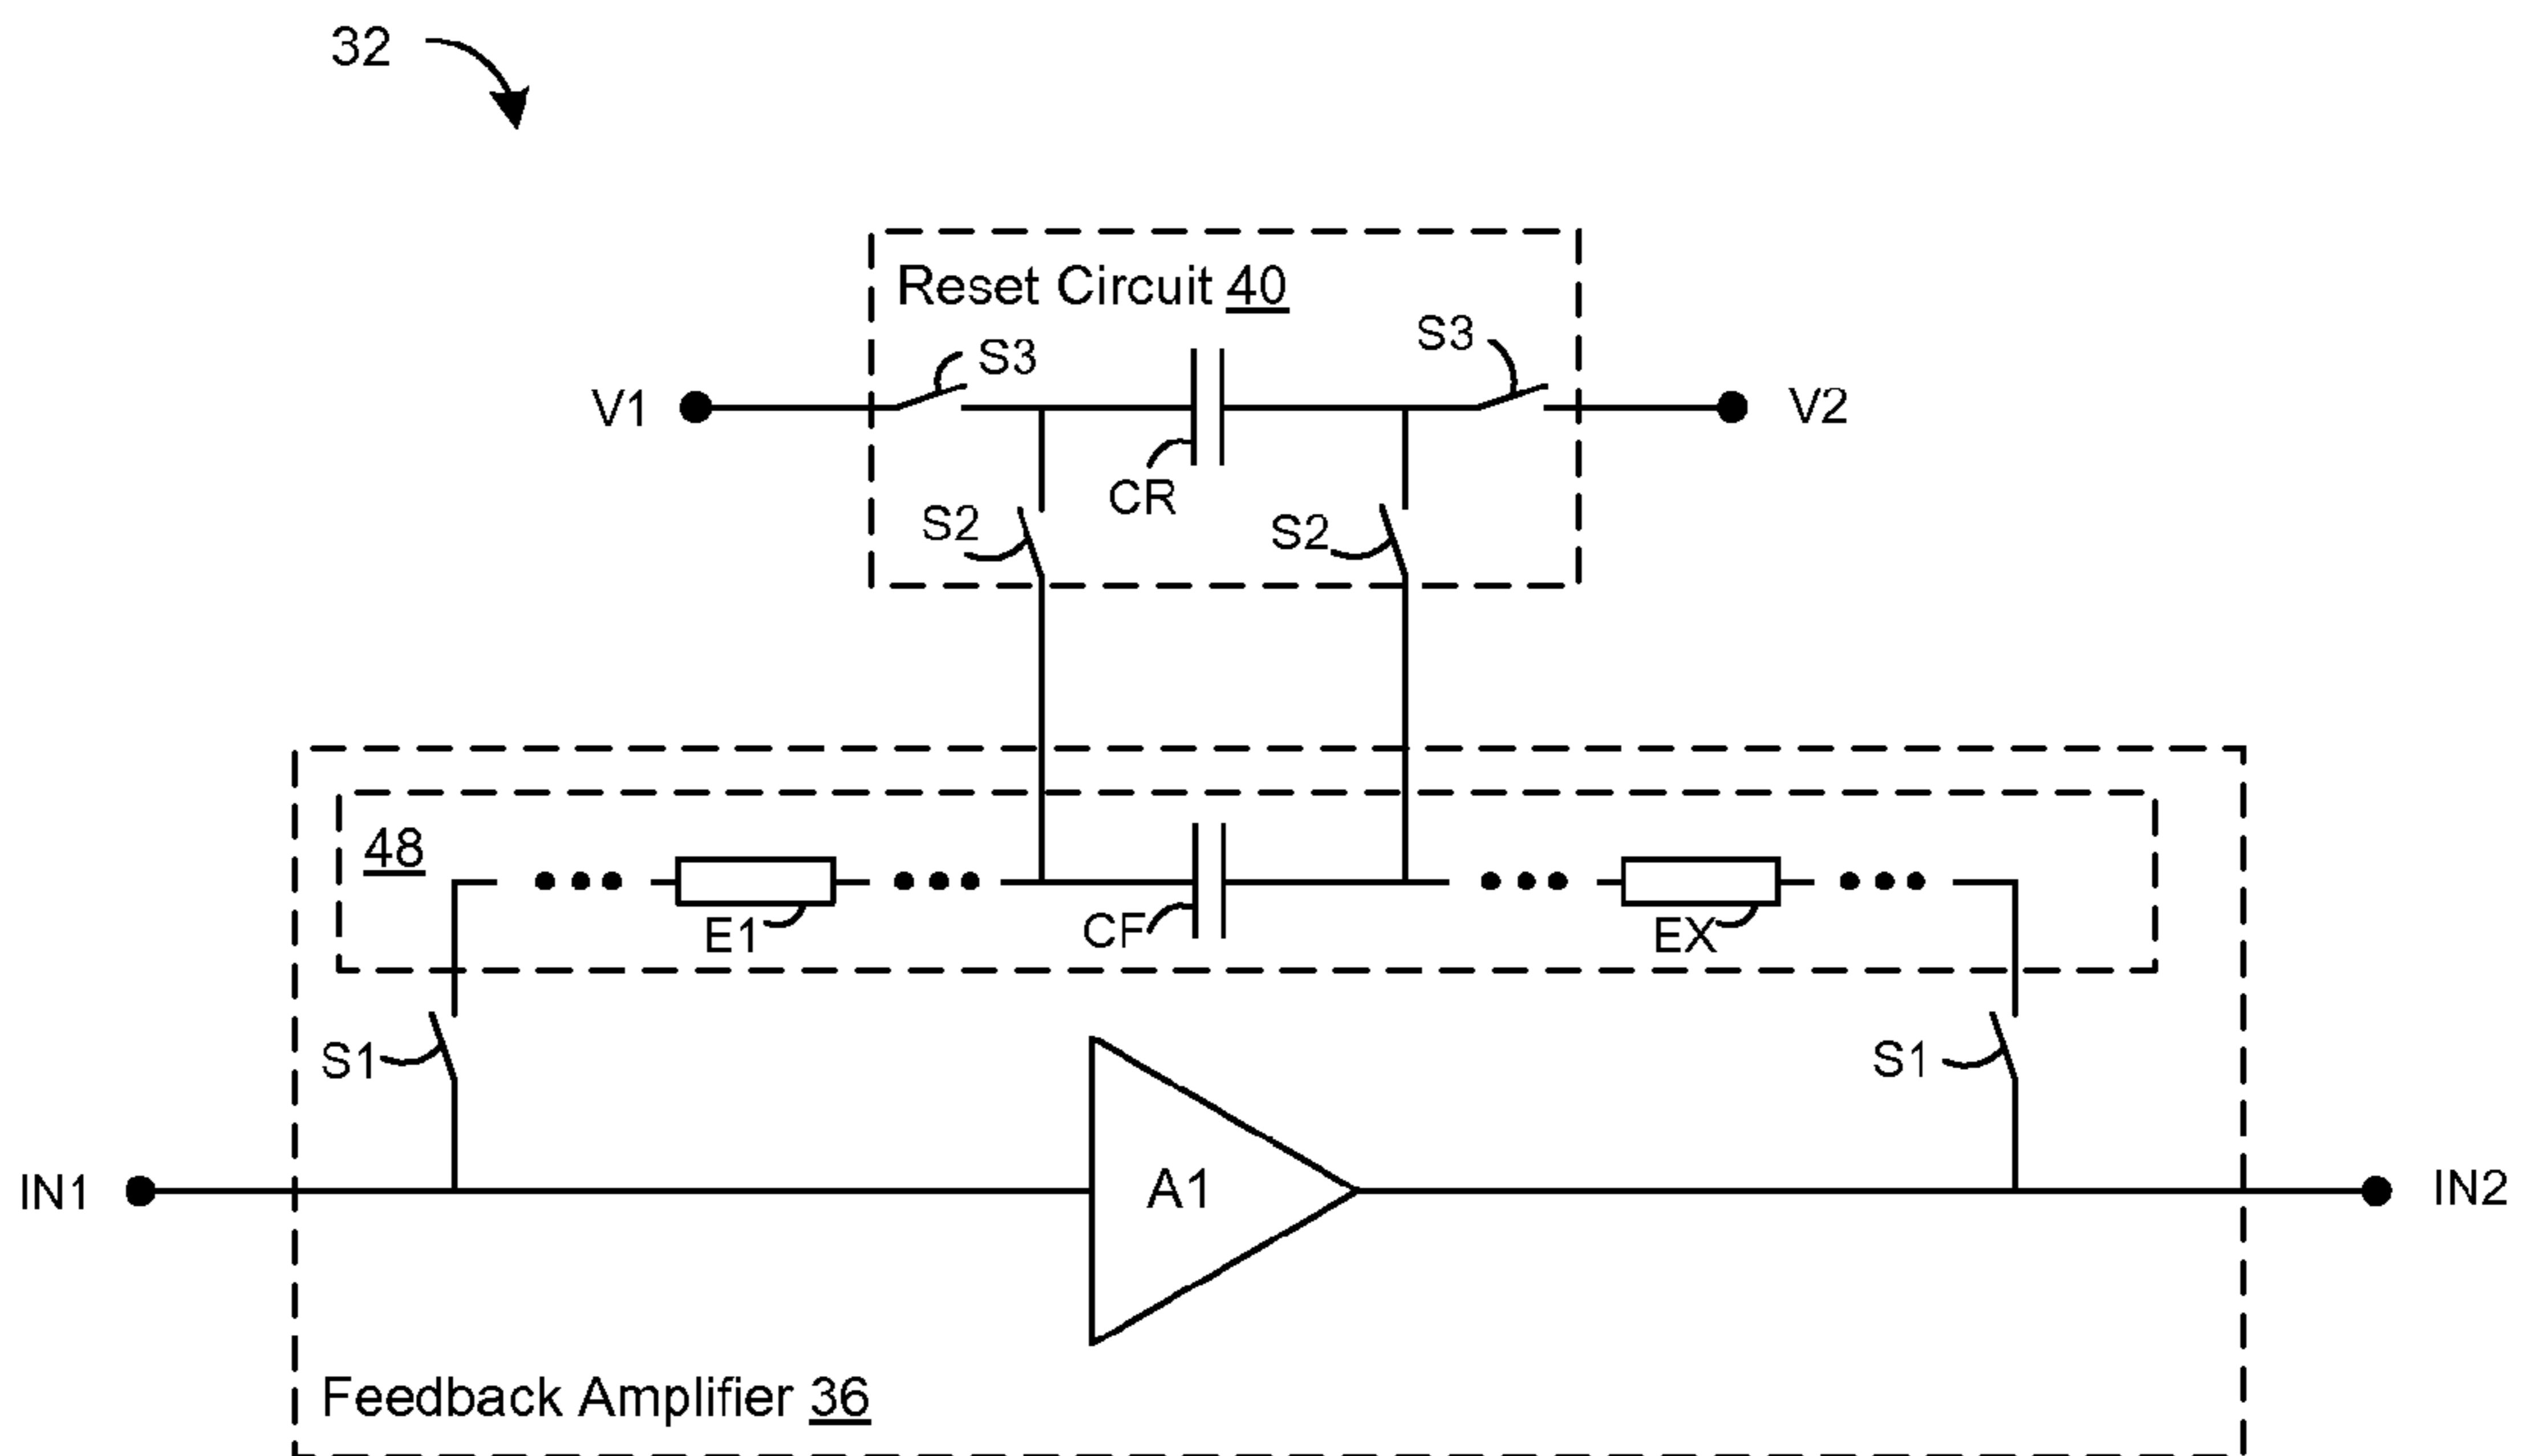 32
Reset Circuit 40
S3
S3
V1
V2
CR
S2
S2
48
E1
CF
EX
S1
S1
A1
IN1
IN2
Feedback Amplifier 36